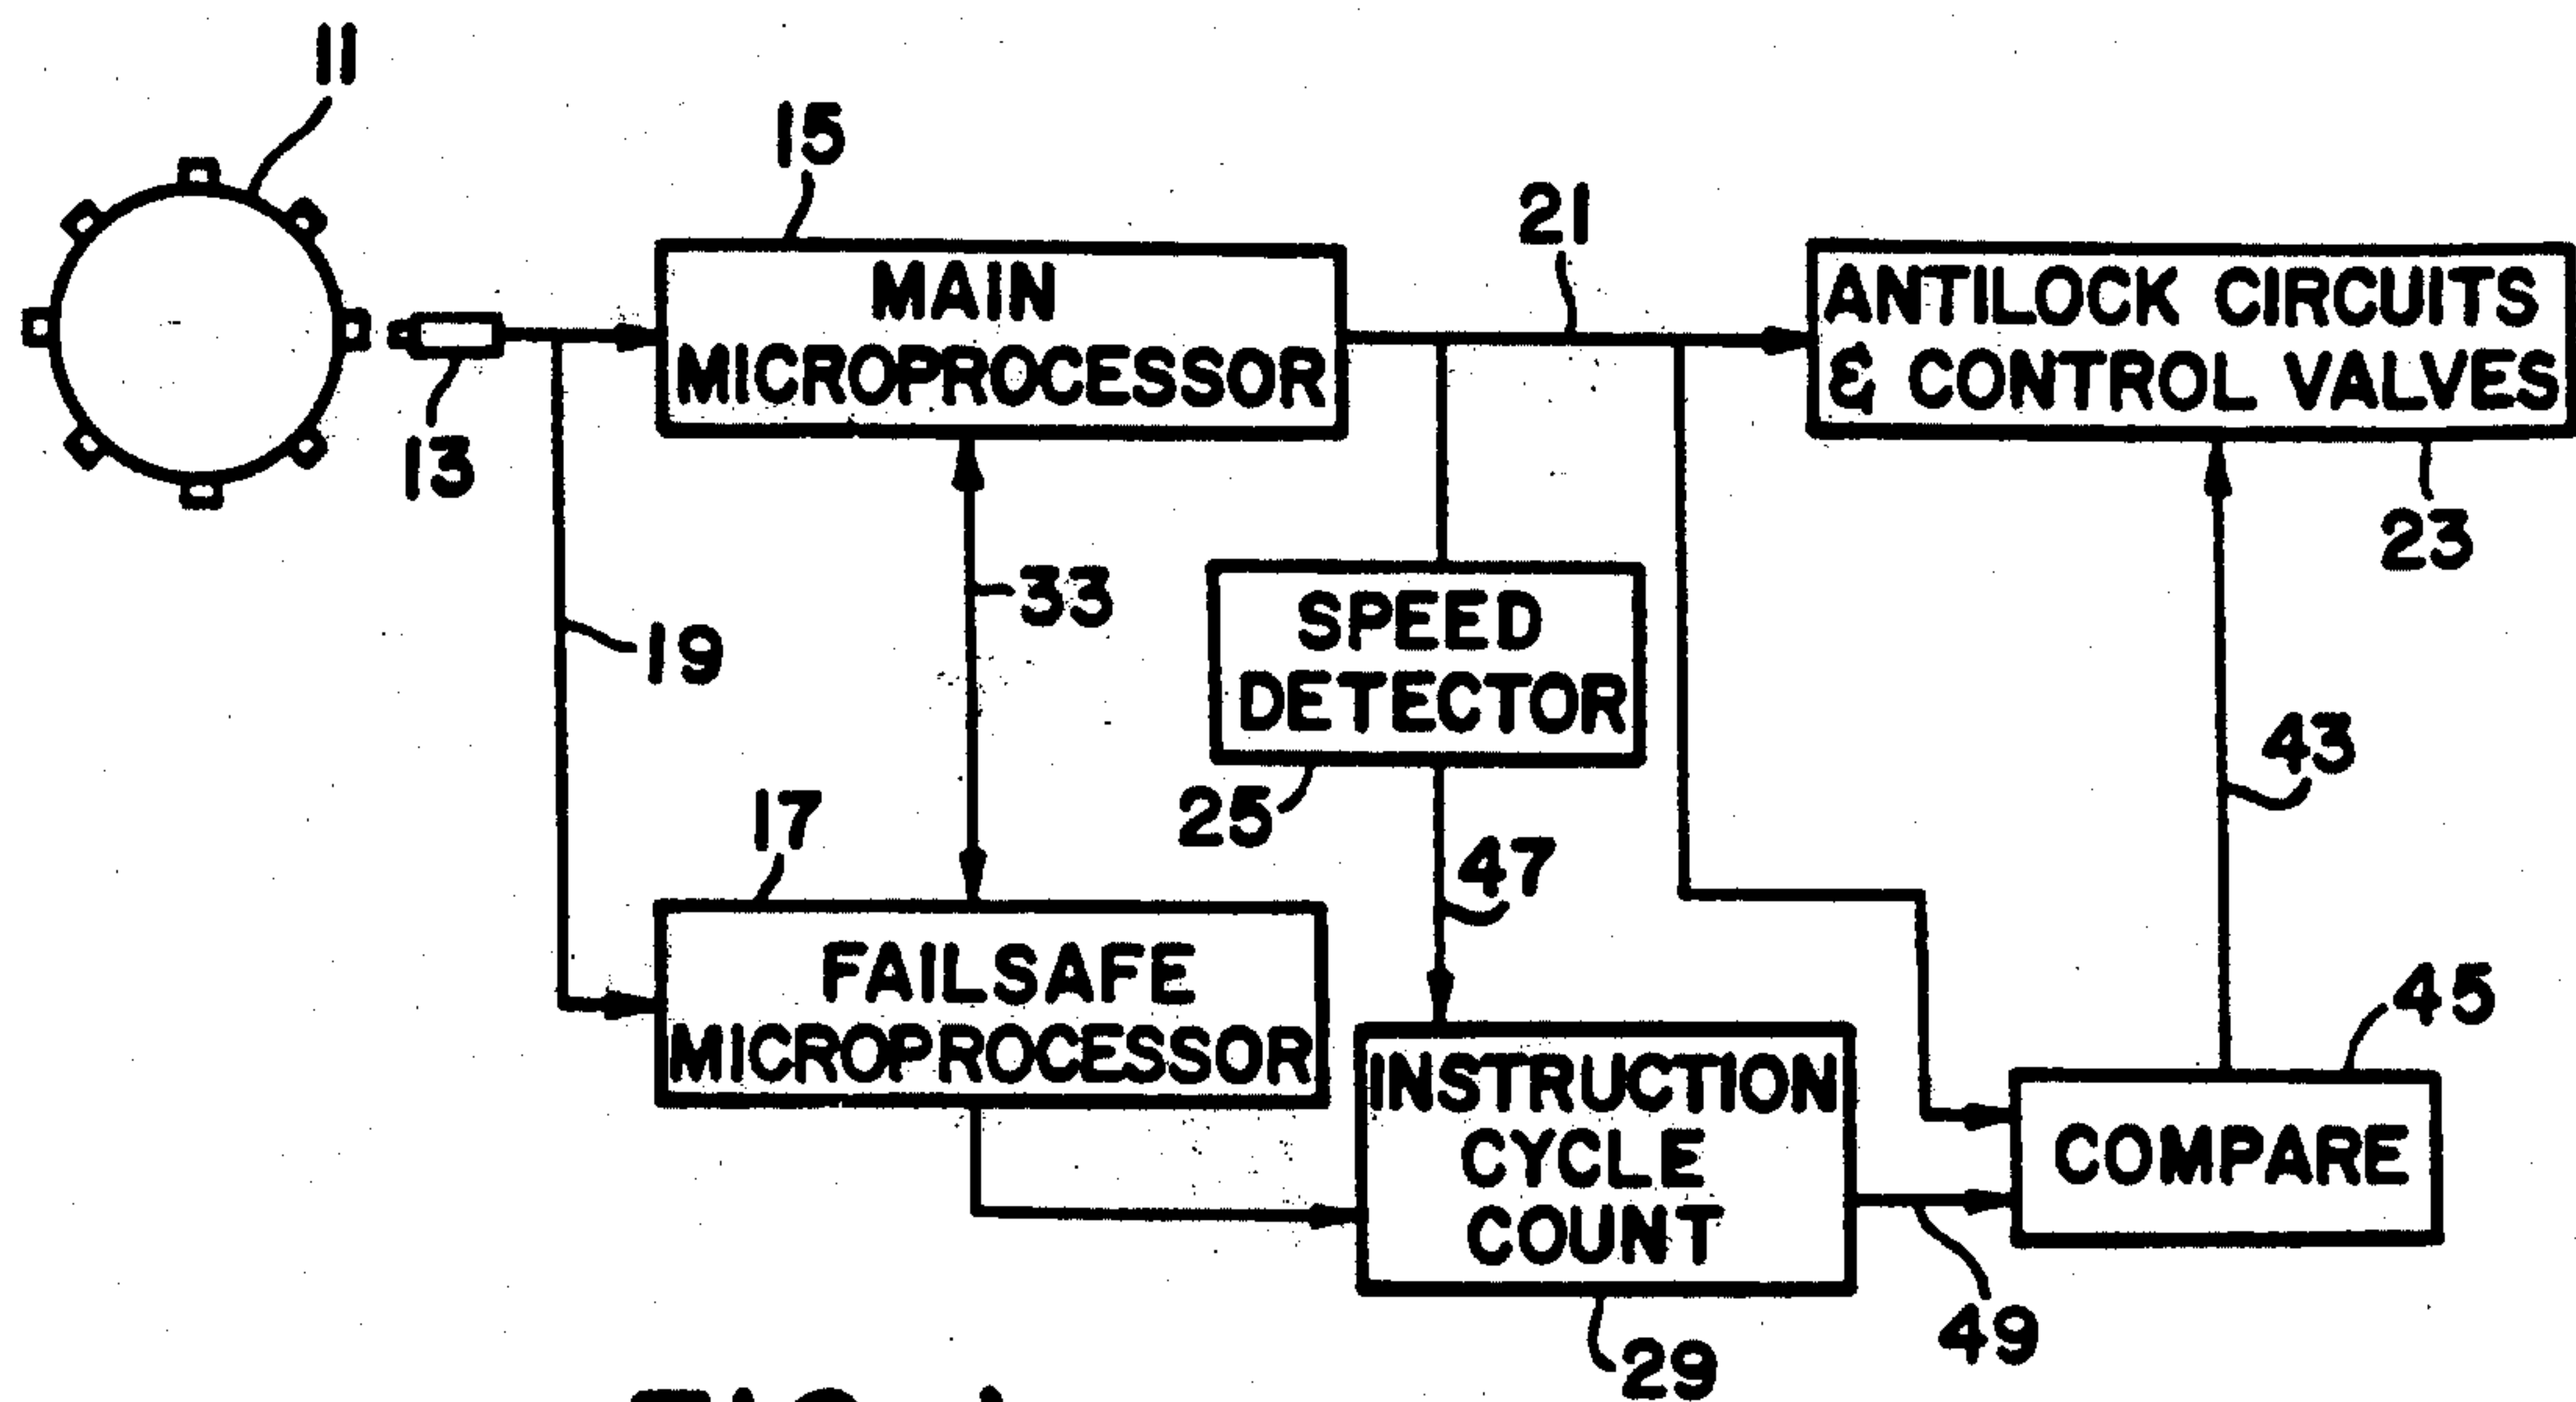 11
15
21
MAIN
MICROPROCESSOR
ANTILOCK CIRCUITS
& CONTROL VALVES
13
23
33
19
SPEED
DETECTOR
43
25
17
47
FAILSAFE
MICROPROCESSOR
45
INSTRUCTION
CYCLE
COUNT
COMPARE
49
29